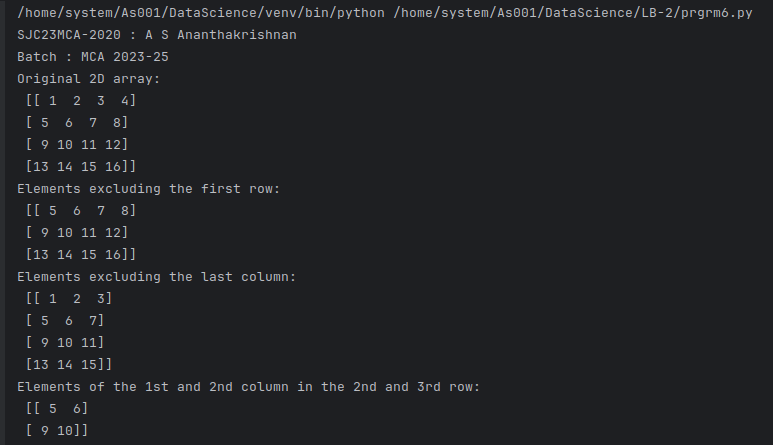 /home/system/As001/DataScience/venv/bin/python /home/system/As001/DataScience/LB-2/prgrm6.py
SJC23MCA-2020 : A S Ananthakrishnan
Batch : MCA 2023-25
Original 2D array:
 [[ 1  2  3  4]
 [ 5  6  7  8]
 [ 9 10 11 12]
 [13 14 15 16]]
Elements excluding the first row:
 [[ 5  6  7  8]
 [ 9 10 11 12]
 [13 14 15 16]]
Elements excluding the last column:
 [[ 1  2  3]
 [ 5  6  7]
 [ 9 10 11]
 [13 14 15]]
Elements of the 1st and 2nd column in the 2nd and 3rd row:
 [[ 5  6]
 [ 9 10]]